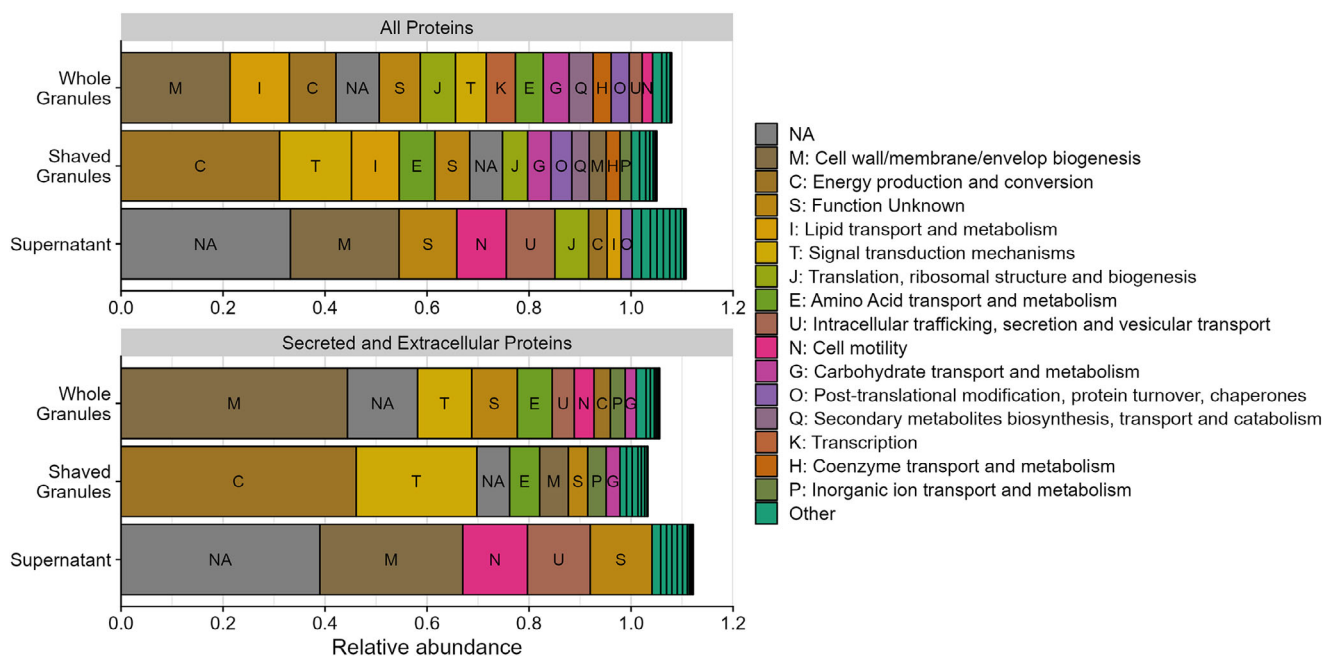 All Proteins
Whole
Granules
M I C NA S J T K E G Q H O U N
Shaved
Granules
C T I E S NA J G O Q M H P
Supernatant
NA M S N U J C I O
0.0 0.2 0.4 0.6 0.8 1.0 1.2
Secreted and Extracellular Proteins
Whole
Granules
M NA T S E U N C P G
Shaved
Granules
C T NA E M S P G
Supernatant
NA M N U S
0.0 0.2 0.4 0.6 0.8 1.0 1.2
Relative abundance
NA
M: Cell wall/membrane/envelop biogenesis
C: Energy production and conversion
S: Function Unknown
I: Lipid transport and metabolism
T: Signal transduction mechanisms
J: Translation, ribosomal structure and biogenesis
E: Amino Acid transport and metabolism
U: Intracellular trafficking, secretion and vesicular transport
N: Cell motility
G: Carbohydrate transport and metabolism
O: Post-translational modification, protein turnover, chaperones
Q: Secondary metabolites biosynthesis, transport and catabolism
K: Transcription
H: Coenzyme transport and metabolism
P: Inorganic ion transport and metabolism
Other